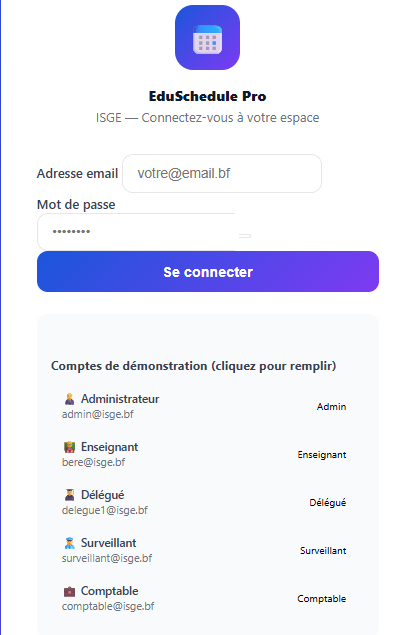 EduSchedule Pro
ISGE — Connectez-vous à votre espace
Adresse email votre@email.bf
Mot de passe
••••••••
Se connecter
Comptes de démonstration (cliquez pour remplir)
Administrateur Admin
admin@isge.bf
Enseignant Enseignant
bere@isge.bf
Délégué Délégué
delegue1@isge.bf
Surveillant Surveillant
surveillant@isge.bf
Comptable Comptable
comptable@isge.bf